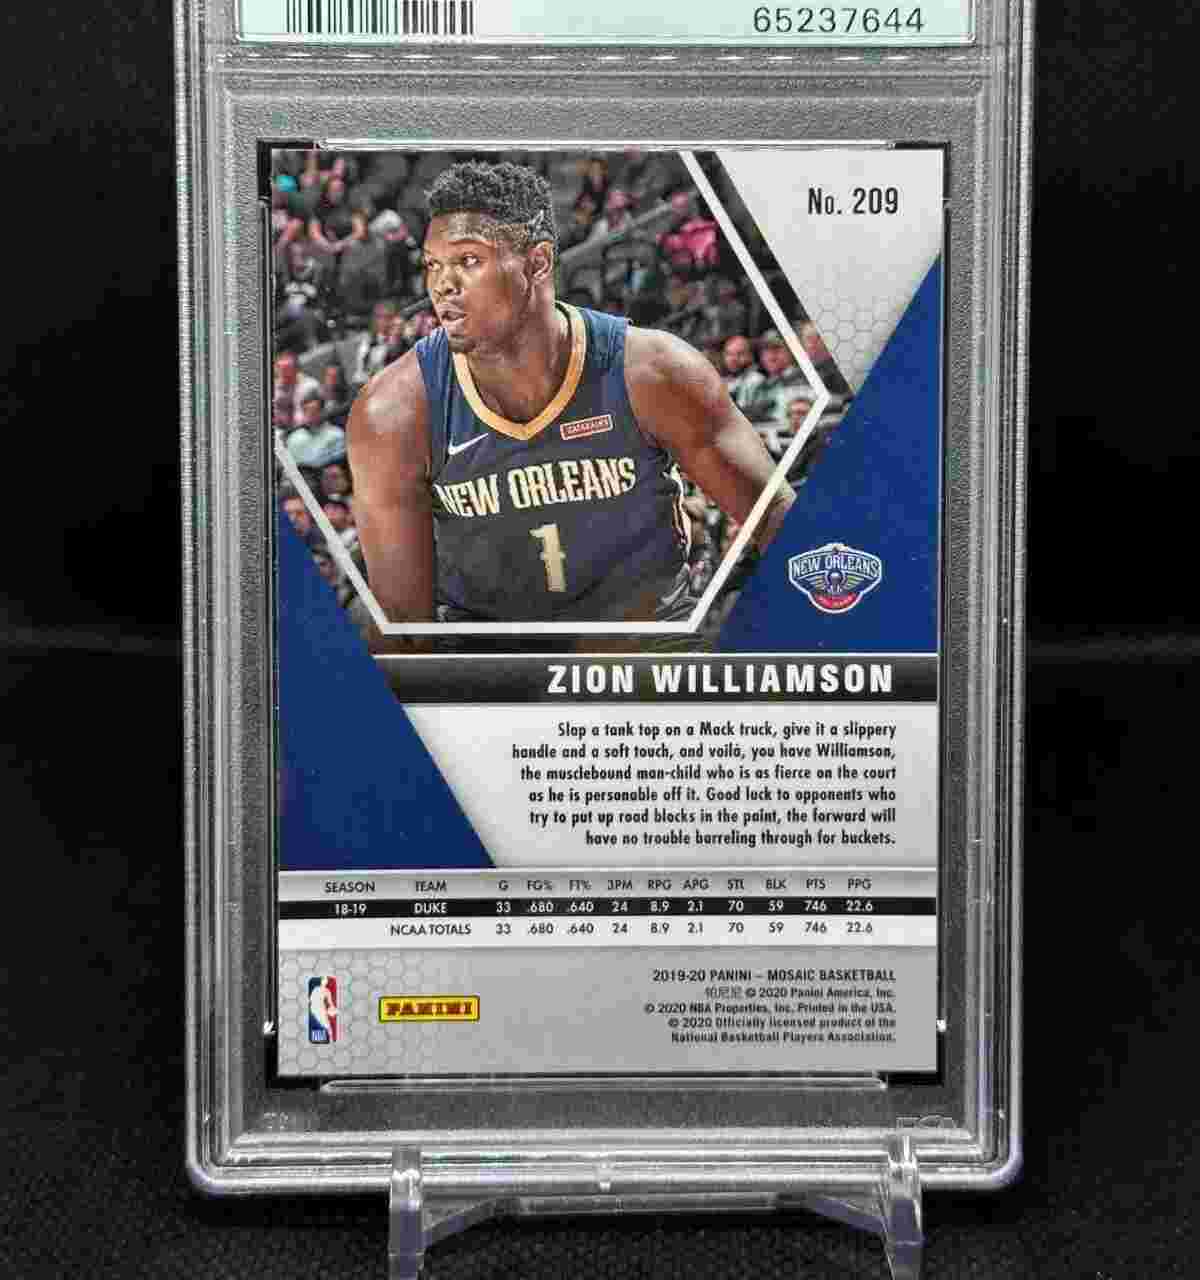 65237644
No. 209
CATARAINS
NEW ORLEANS
1
NEW ORLEANS
ZION WILLIAMSON
Slap a tank top on a Mack truck, give it a slippery
handle and a soft touch, and voilà, you have Williamson,
the musclebound man-child who is as fierce on the court
as he is personable off it. Good luck to opponents who
try to put up road blocks in the paint, the forward will
have no trouble barreling through for buckets.
SEASON TEAM G FG% FT% 3PM RPG APG STL BLK PTS PPG
18-19 DUKE 33 .680 .640 24 8.9 2.1 70 59 746 22.6
NCAA TOTALS 33 .680 .640 24 8.9 2.1 70 59 746 22.6
2019-20 PANINI – MOSAIC BASKETBALL
帕尼尼 © 2020 Panini America, Inc.
© 2020 NBA Properties, Inc. Printed in the USA.
© 2020 Officially licensed product of the
National Basketball Players Association.
NBA
PANINI
PSA